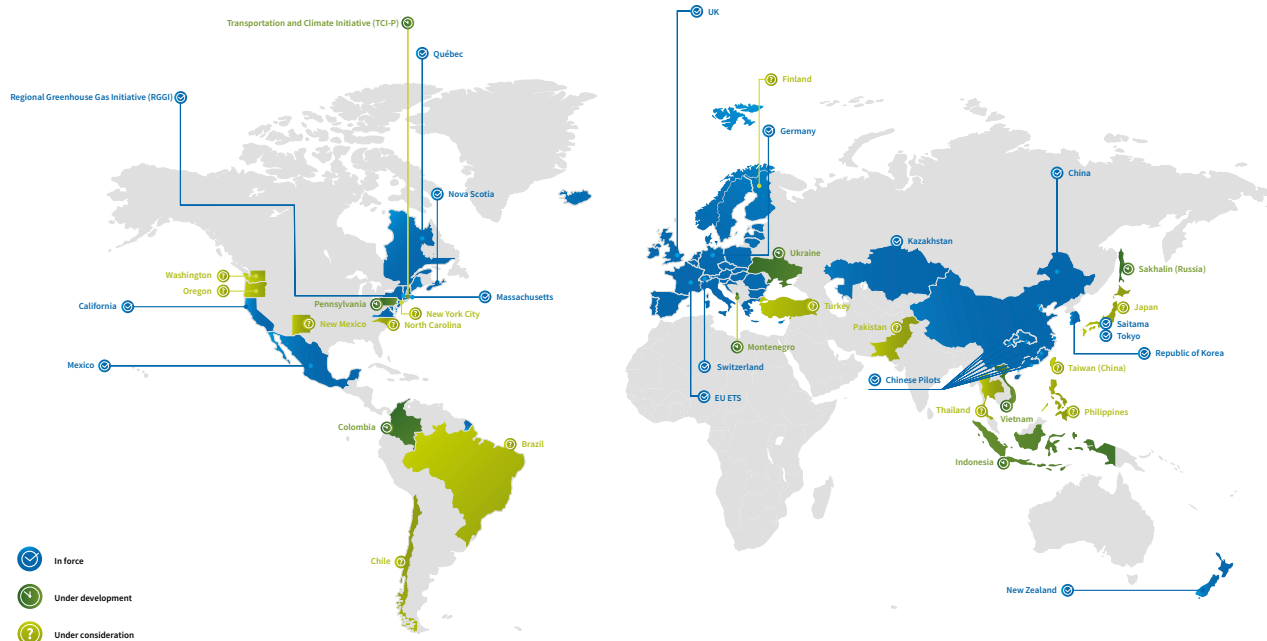 Transportation and Climate Initiative (TCI-P)
UK
Québec
Finland
Regional Greenhouse Gas Initiative (RGGI)
Germany
China
Nova Scotia
Kazakhstan
Ukraine
Sakhalin (Russia)
Washington
Oregon
Massachusetts
California
Pennsylvania
New York City
Turkey
Japan
New Mexico
North Carolina
Pakistan
Saitama
Tokyo
Montenegro
Republic of Korea
Mexico
Switzerland
Taiwan (China)
Chinese Pilots
EU ETS
Thailand
Philippines
Vietnam
Colombia
Brazil
Indonesia
Chile
In force
New Zealand
Under development
Under consideration